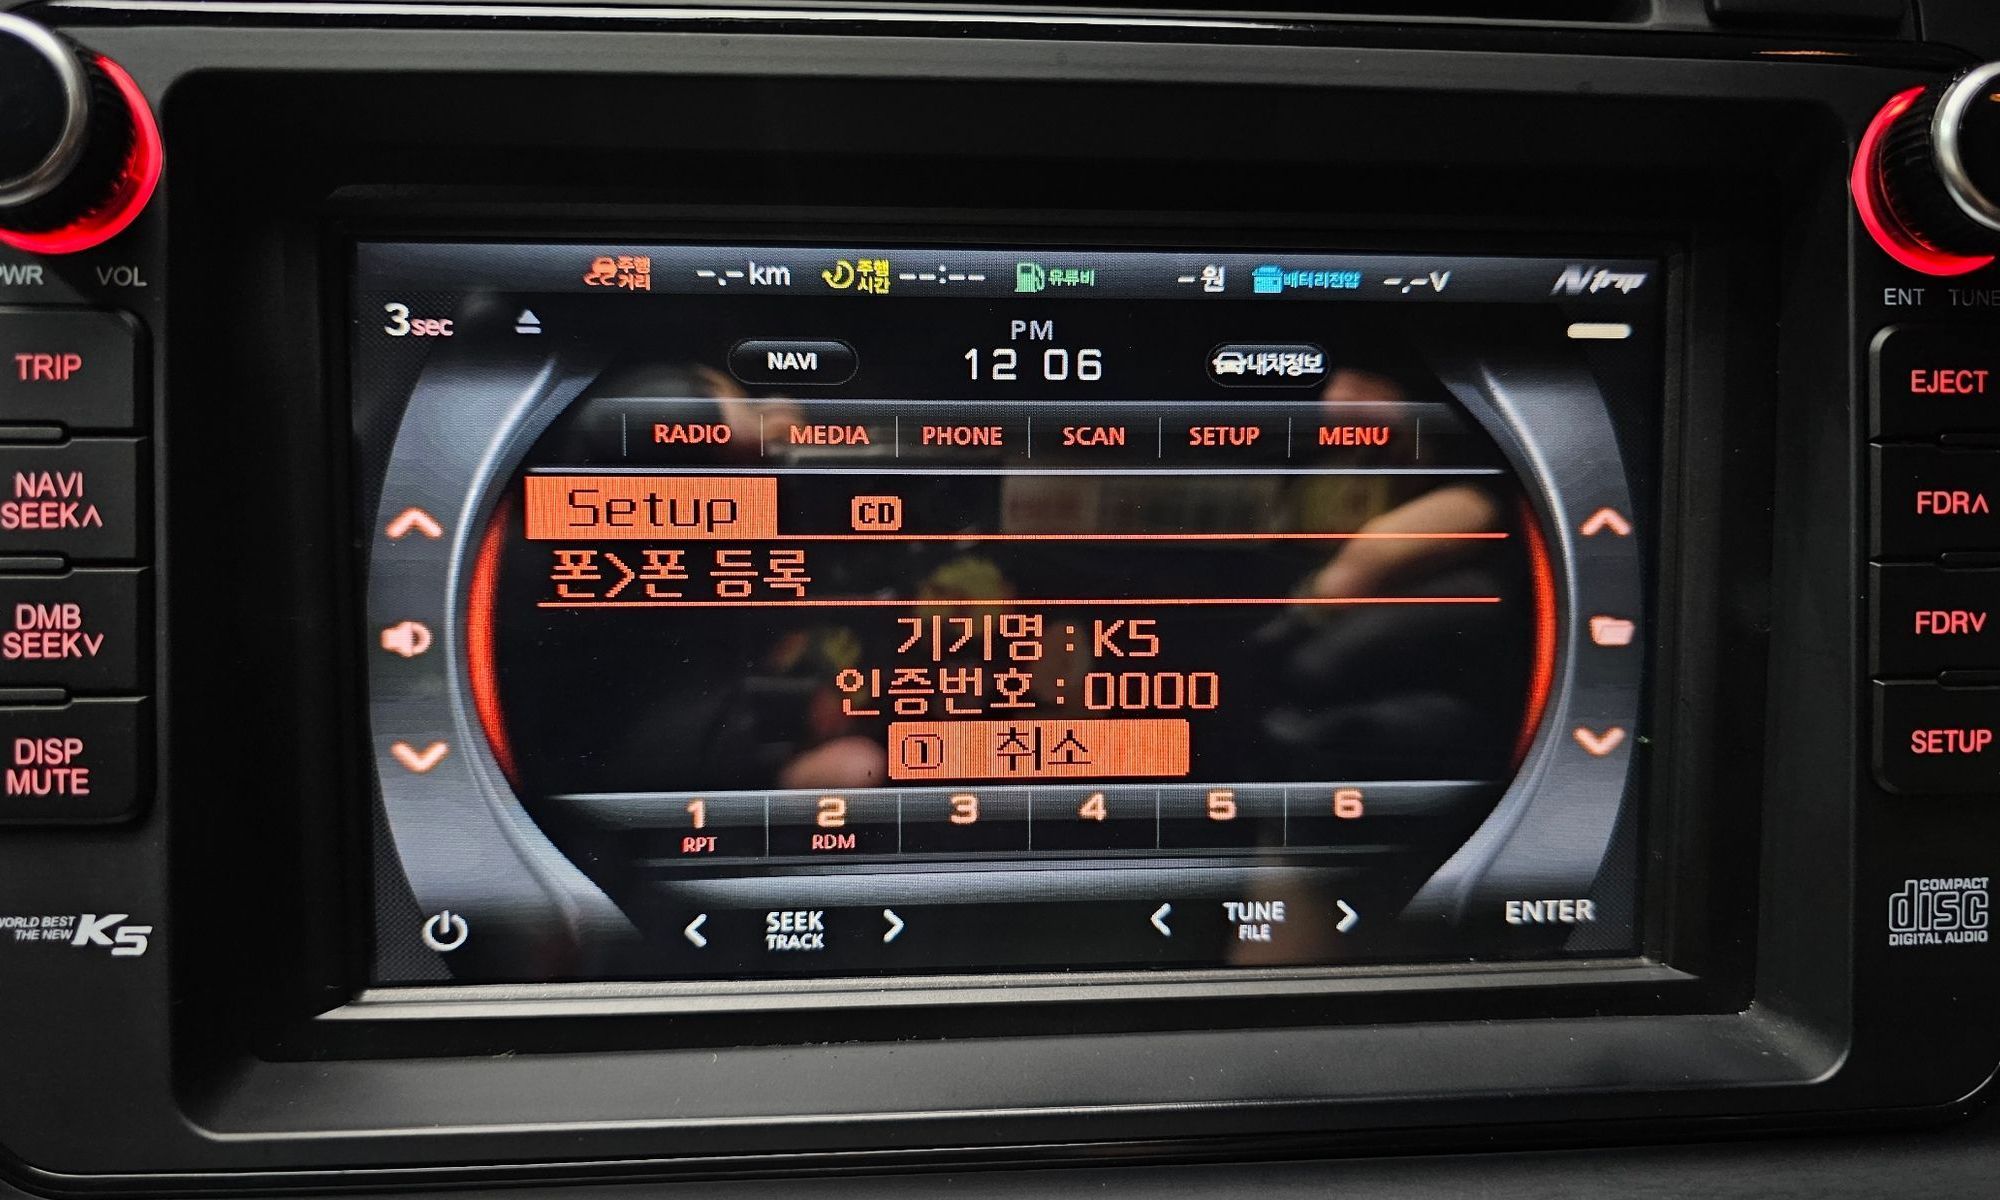 PWR VOL
TRIP
NAVI
SEEK∧
DMB
SEEK∨
DISP
MUTE
WORLD BEST
THE NEW K5
주행
거리 -.-km 주행
시간 --:-- 유류비 -원 배터리전압 -.-V Ntrip
3sec
NAVI
PM
12 06
내차정보
RADIO MEDIA PHONE SCAN SETUP MENU
Setup CD
폰>폰 등록
기기명 : K5
인증번호 : 0000
① 취소
1 2 3 4 5 6
RPT RDM
< SEEK >
TRACK
< TUNE >
FILE
ENTER
ENT TUNE
EJECT
FDR∧
FDR∨
SETUP
COMPACT
disc
DIGITAL AUDIO